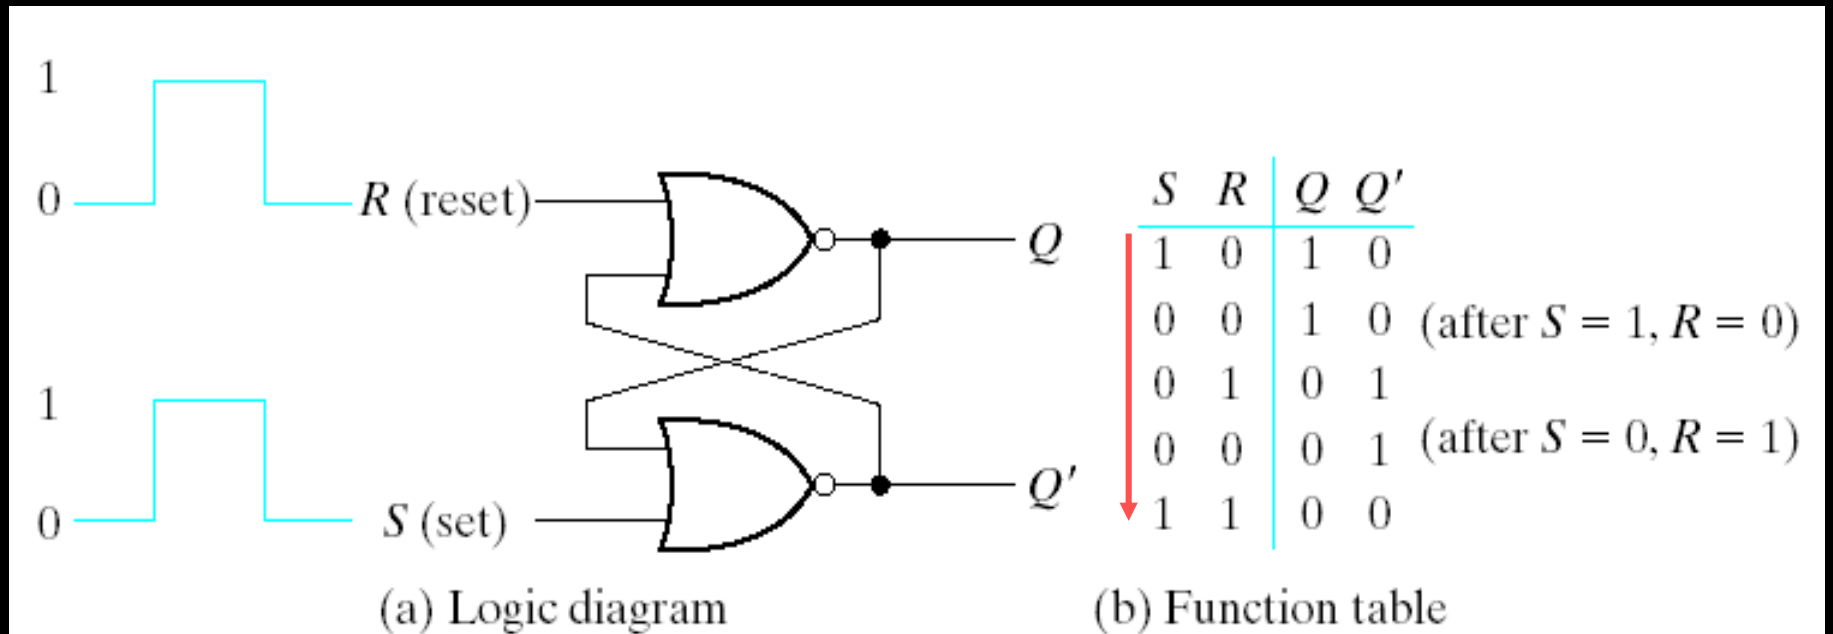 1
0
R (reset)
Q
1
0
S (set)
Q′
(a) Logic diagram
S R Q Q′
1 0 1 0
0 0 1 0 (after S = 1, R = 0)
0 1 0 1
0 0 0 1 (after S = 0, R = 1)
1 1 0 0
(b) Function table